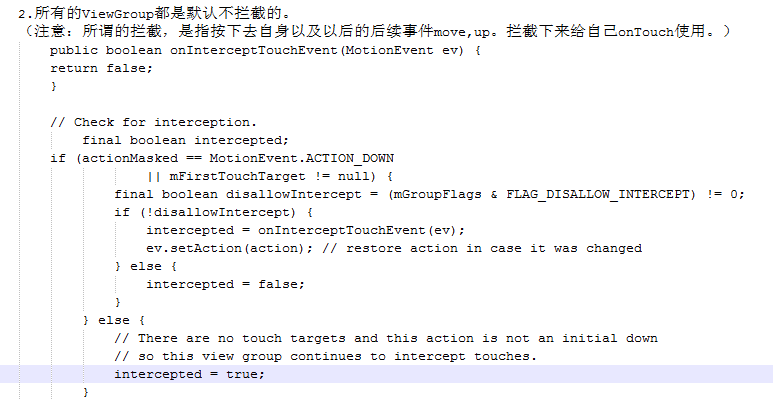 2.所有的ViewGroup都是默认不拦截的。
（注意：所谓的拦截，是指按下去自身以及以后的后续事件move,up。拦截下来给自己onTouch使用。）
public boolean onInterceptTouchEvent(MotionEvent ev) {
return false;
}
// Check for interception.
final boolean intercepted;
if (actionMasked == MotionEvent.ACTION_DOWN
|| mFirstTouchTarget != null) {
final boolean disallowIntercept = (mGroupFlags & FLAG_DISALLOW_INTERCEPT) != 0;
if (!disallowIntercept) {
intercepted = onInterceptTouchEvent(ev);
ev.setAction(action); // restore action in case it was changed
} else {
intercepted = false;
}
} else {
// There are no touch targets and this action is not an initial down
// so this view group continues to intercept touches.
intercepted = true;
}